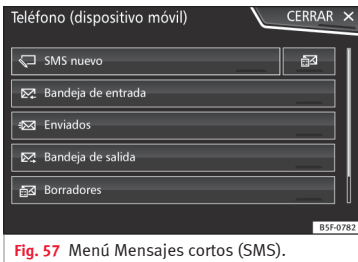 Teléfono (dispositivo móvil) CERRAR ×
SMS nuevo
Bandeja de entrada
Enviados
Bandeja de salida
Borradores
B5F-0782
Fig. 57 Menú Mensajes cortos (SMS).